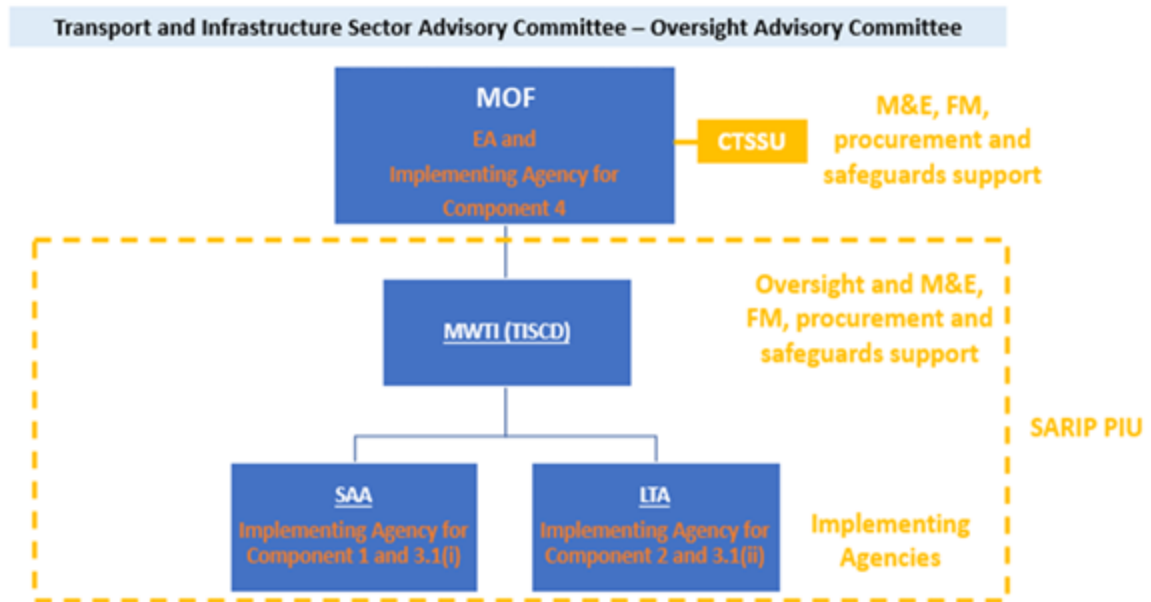 Transport and Infrastructure Sector Advisory Committee – Oversight Advisory Committee
MOF
EA and
Implementing Agency for
Component 4
CTSSU
M&E, FM,
procurement and
safeguards support
MWTI (TISCD)
Oversight and M&E,
FM, procurement and
safeguards support
SARIP PIU
SAA
Implementing Agency for
Component 1 and 3.1(i)
LTA
Implementing Agency for
Component 2 and 3.1(ii)
Implementing
Agencies